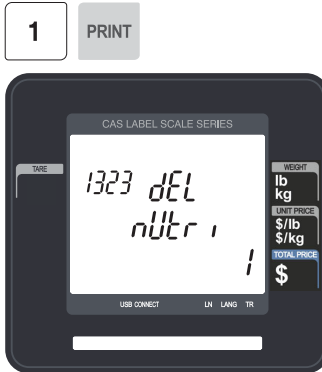 1 PRINT
CAS LABEL SCALE SERIES
TARE
WEIGHT
lb
kg
UNIT PRICE
$/lb
$/kg
TOTAL PRICE
$
1323 dEL
nUtr i
1
USB CONNECT LN LANG TR